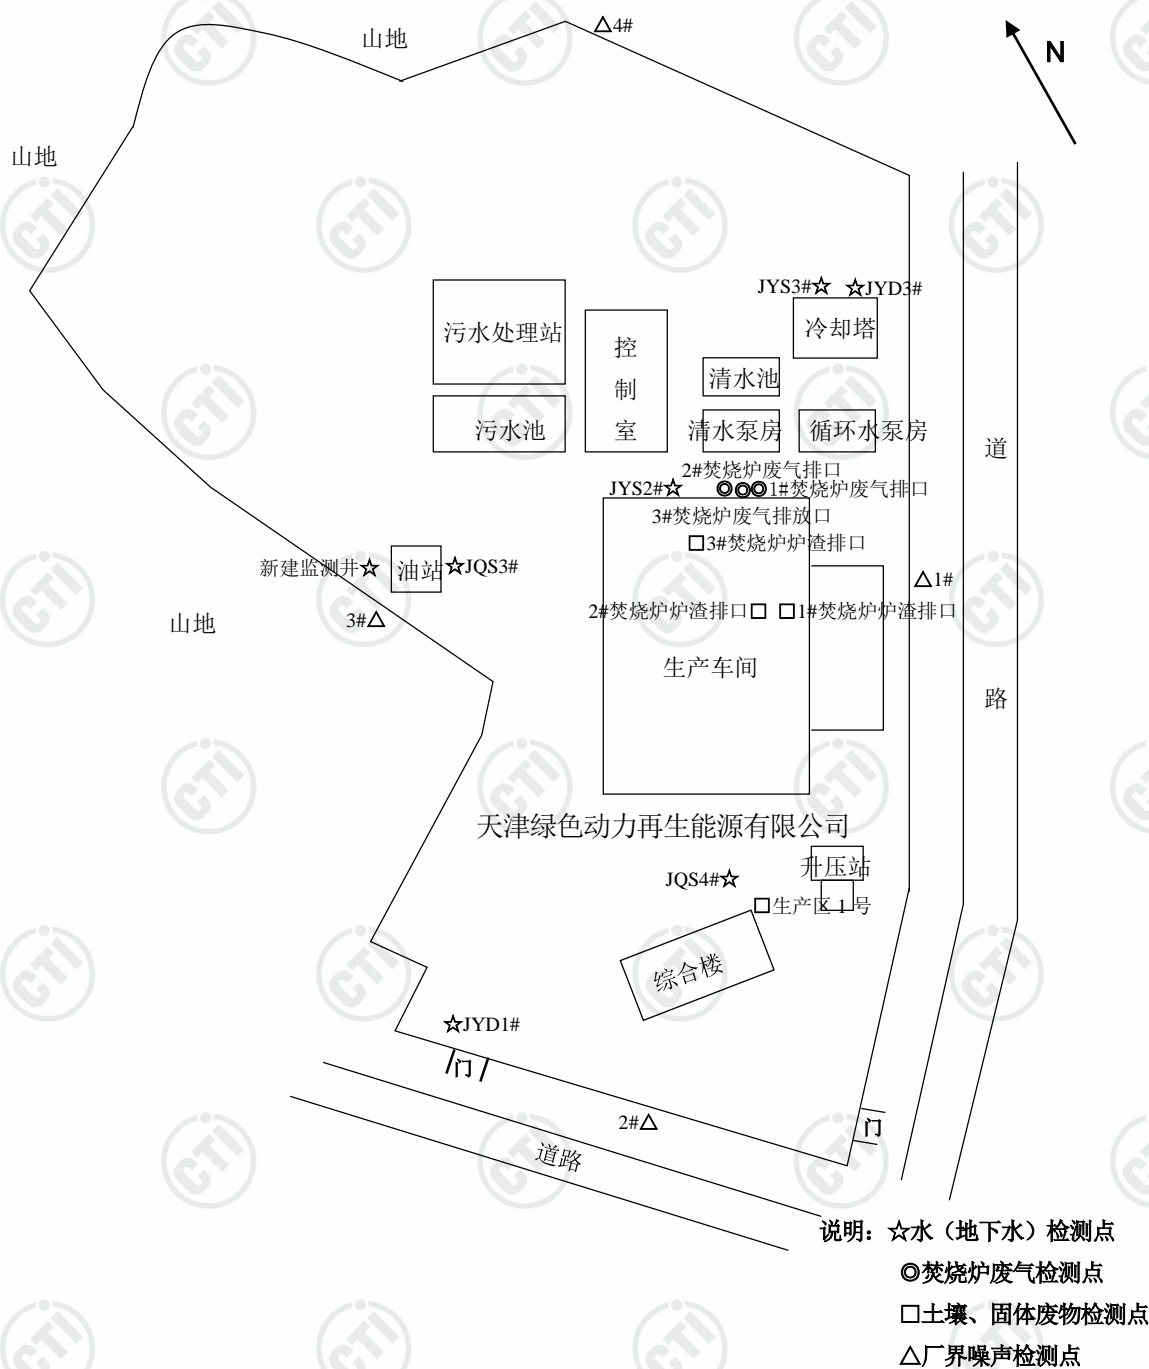 △4#
山地
N
山地
JYS3#☆ ☆JYD3#
污水处理站
冷却塔
控制室
清水池
污水池
清水泵房
循环水泵房
道路
2#焚烧炉废气排口
JYS2#☆
◎◎◎1#焚烧炉废气排口
3#焚烧炉废气排放口
□3#焚烧炉炉渣排口
新建监测井☆
油站
☆JQS3#
△1#
2#焚烧炉炉渣排口□
□1#焚烧炉炉渣排口
3#△
山地
生产车间
天津绿色动力再生能源有限公司
升压站
JQS4#☆
□生产区 1 号
综合楼
☆JYD1#
门
2#△
门
道路
说明：☆水（地下水）检测点
◎焚烧炉废气检测点
□土壤、固体废物检测点
△厂界噪声检测点
CTI